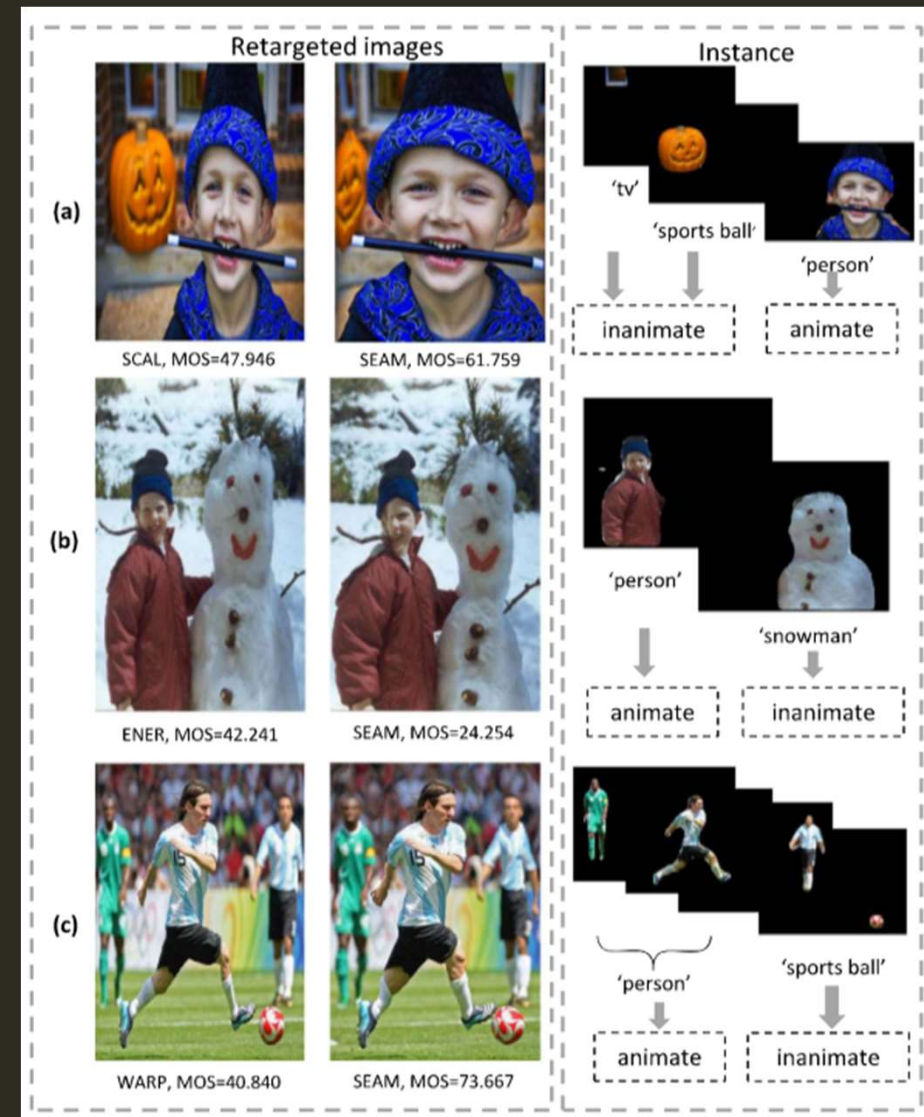 Retargeted images
Instance
(a)
‘tv’
‘sports ball’
‘person’
inanimate
animate
SCAL, MOS=47.946
SEAM, MOS=61.759
(b)
‘person’
‘snowman’
animate
inanimate
ENER, MOS=42.241
SEAM, MOS=24.254
(c)
15
15
‘person’
‘sports ball’
animate
inanimate
WARP, MOS=40.840
SEAM, MOS=73.667